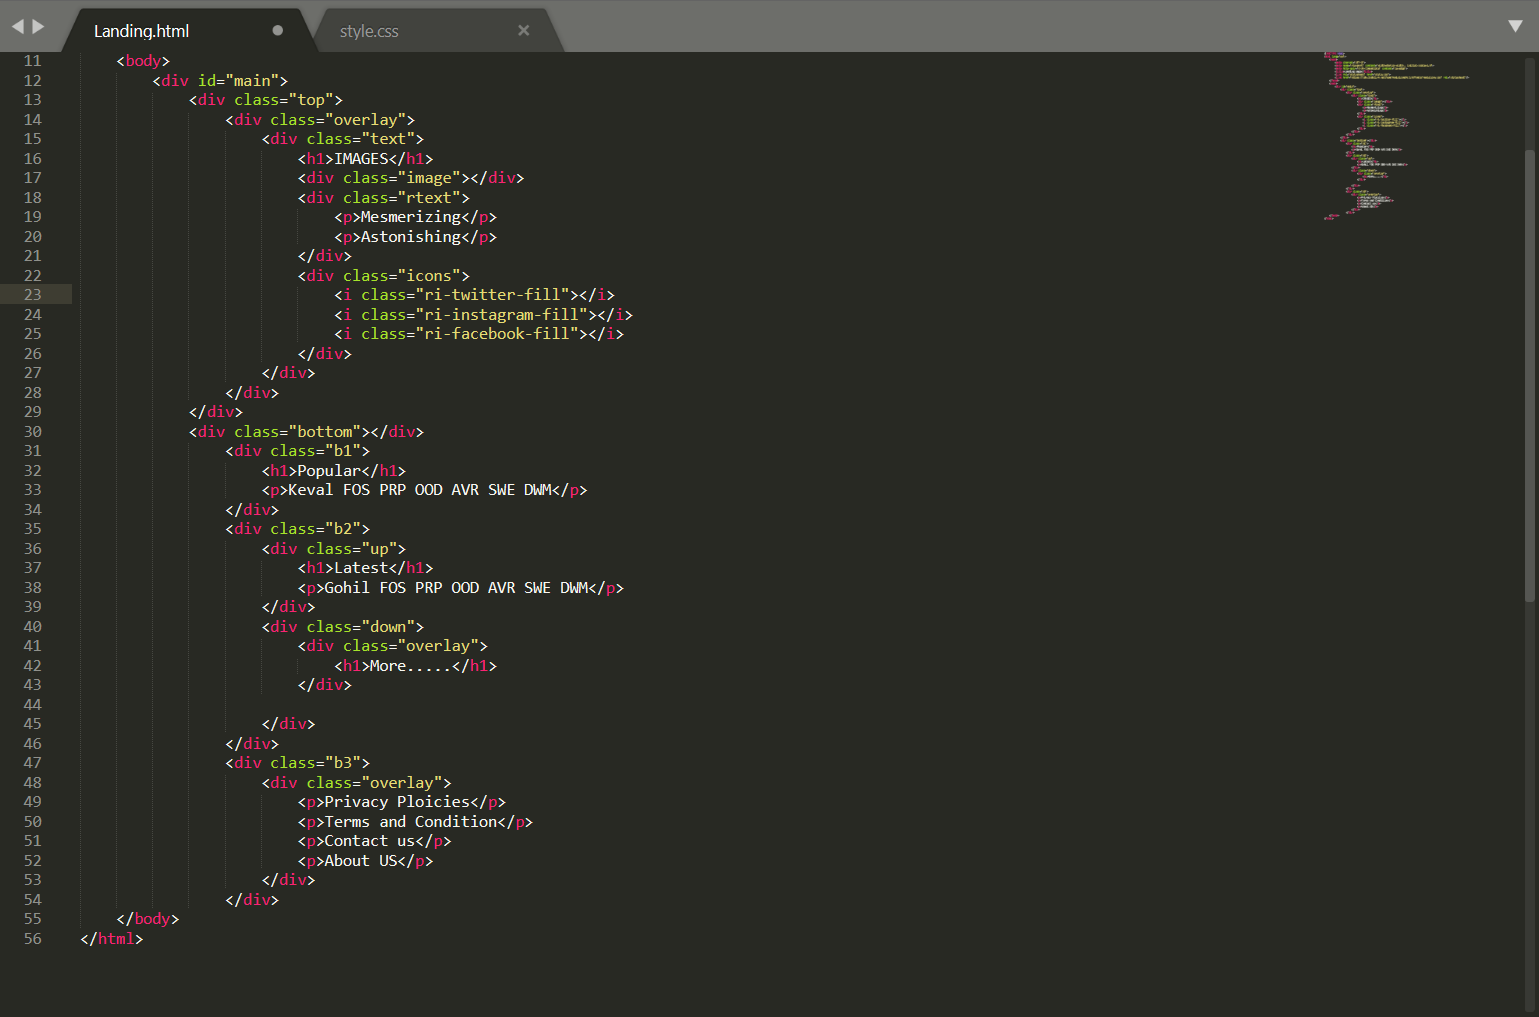 Landing.html
style.css
11 <body>
12 <div id="main">
13 <div class="top">
14 <div class="overlay">
15 <div class="text">
16 <h1>IMAGES</h1>
17 <div class="image"></div>
18 <div class="rtext">
19 <p>Mesmerizing</p>
20 <p>Astonishing</p>
21 </div>
22 <div class="icons">
23 <i class="ri-twitter-fill"></i>
24 <i class="ri-instagram-fill"></i>
25 <i class="ri-facebook-fill"></i>
26 </div>
27 </div>
28 </div>
29 </div>
30 <div class="bottom"></div>
31 <div class="b1">
32 <h1>Popular</h1>
33 <p>Keval FOS PRP OOD AVR SWE DWM</p>
34 </div>
35 <div class="b2">
36 <div class="up">
37 <h1>Latest</h1>
38 <p>Gohil FOS PRP OOD AVR SWE DWM</p>
39 </div>
40 <div class="down">
41 <div class="overlay">
42 <h1>More.....</h1>
43 </div>
44
45 </div>
46 </div>
47 <div class="b3">
48 <div class="overlay">
49 <p>Privacy Ploicies</p>
50 <p>Terms and Condition</p>
51 <p>Contact us</p>
52 <p>About US</p>
53 </div>
54 </div>
55 </body>
56 </html>